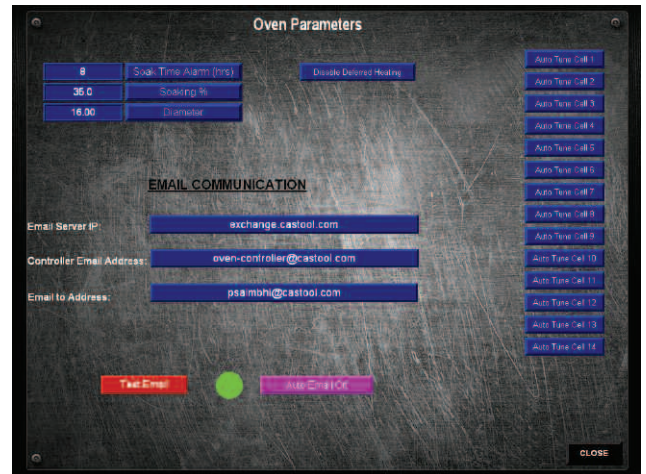 Oven Parameters
8 Soak Time Alarm (hrs)
35.0 Soaking %
16.00 Diameter
Disable Deferred Heating
Auto Tune Cell 1
Auto Tune Cell 2
Auto Tune Cell 3
Auto Tune Cell 4
Auto Tune Cell 5
Auto Tune Cell 6
Auto Tune Cell 7
Auto Tune Cell 8
Auto Tune Cell 9
Auto Tune Cell 10
Auto Tune Cell 11
Auto Tune Cell 12
Auto Tune Cell 13
Auto Tune Cell 14
EMAIL COMMUNICATION
Email Server IP: exchange.castool.com
Controller Email Address: oven-controller@castool.com
Email to Address: psaimbhi@castool.com
Test Email
Auto Email
CLOSE